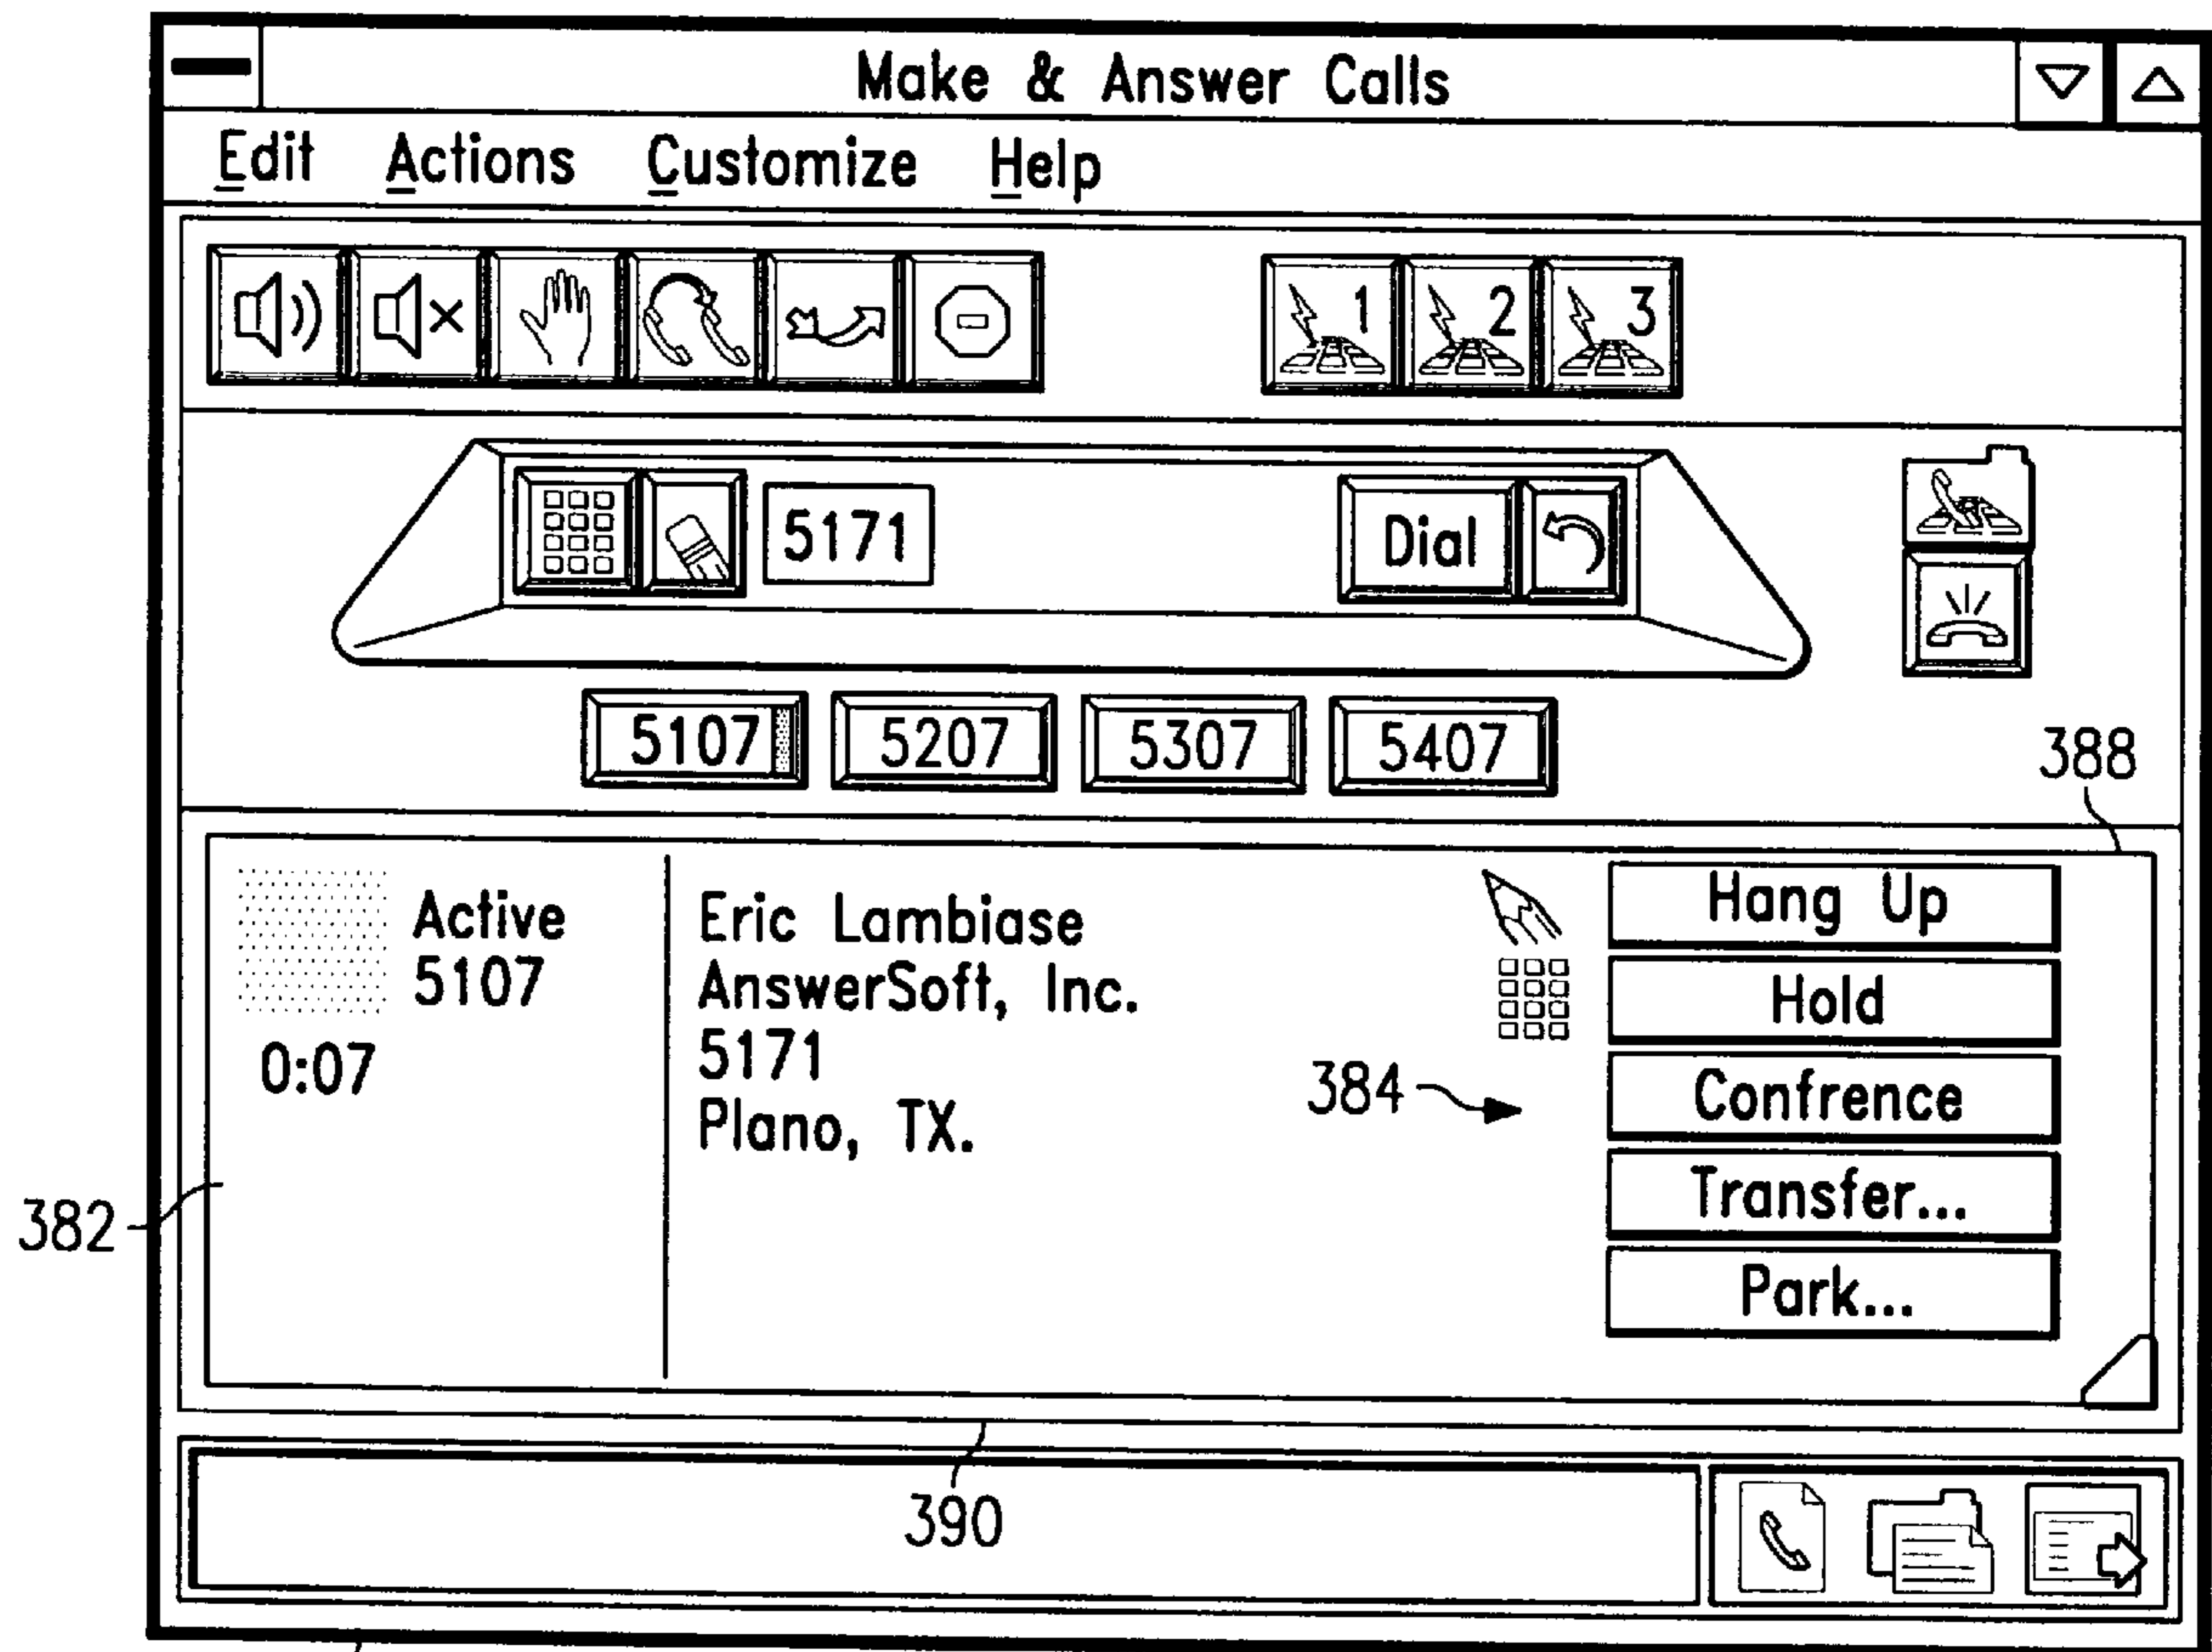 Make & Answer Calls
Edit Actions Customize Help
1 2 3
5171 Dial
5107 5207 5307 5407
388
Active
5107
0:07
Eric Lambiase
AnswerSoft, Inc.
5171
Plano, TX.
384
Hang Up
Hold
Confrence
Transfer...
Park...
382
390